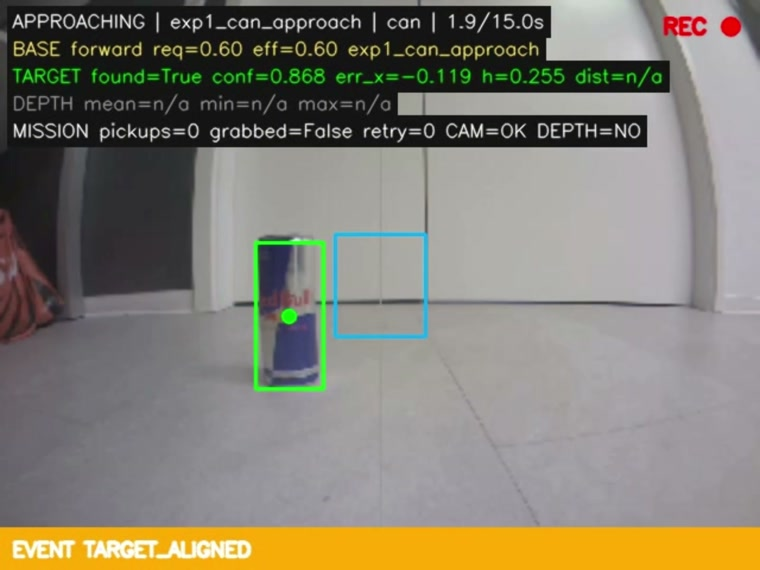 APPROACHING | exp1_can_approach | can | 1.9/15.0s
REC
BASE forward req=0.60 eff=0.60 exp1_can_approach
TARGET found=True conf=0.868 err_x=-0.119 h=0.255 dist=n/a
DEPTH mean=n/a min=n/a max=n/a
MISSION pickups=0 grabbed=False retry=0 CAM=OK DEPTH=NO
RedBull
EVENT TARGET_ALIGNED